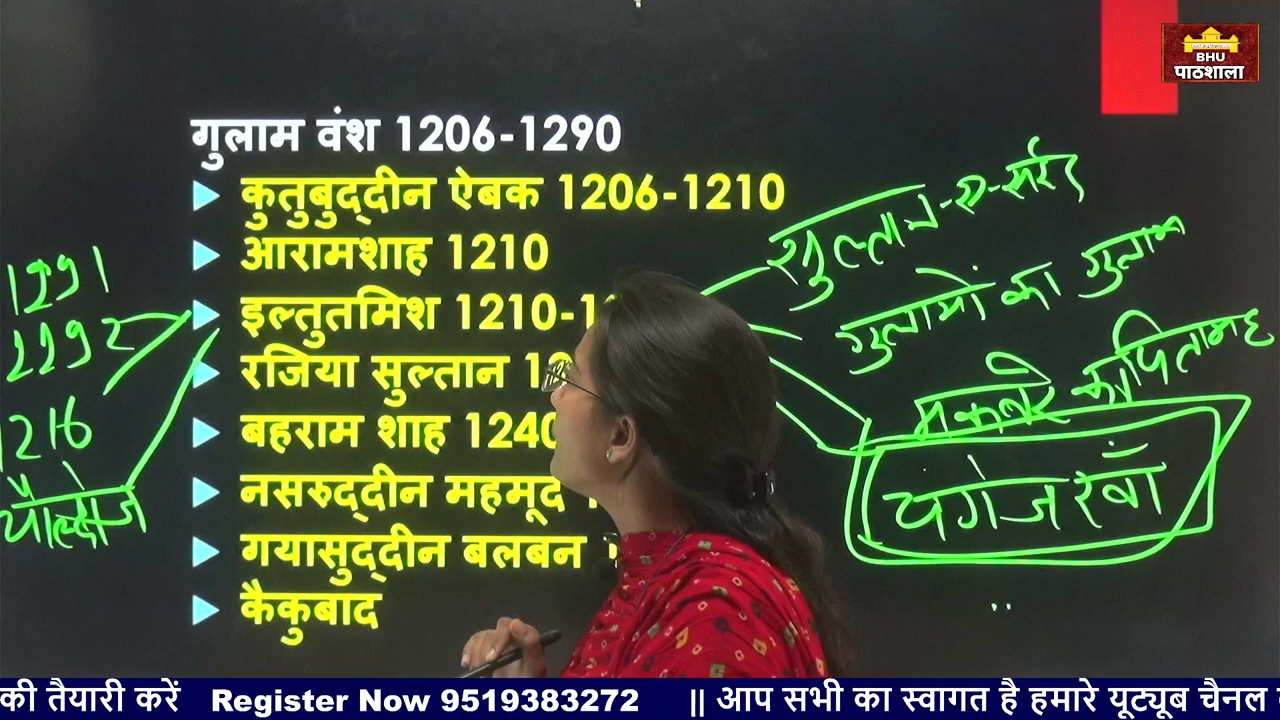 BHU
पाठशाला
गुलाम वंश 1206-1290
कुतुबुद्दीन ऐबक 1206-1210
आरामशाह 1210
इल्तुतमिश 1210-1
रजिया सुल्तान 12
बहराम शाह 1240
नसरुद्दीन महमूद
गयासुद्दीन बलबन
कैकुबाद
1191
1192
1216
सुल्तान-ए-
गुलामों का गुलाम
मकबरे का पितामह
चंगेज खाँ
की तैयारी करें Register Now 9519383272 || आप सभी का स्वागत है हमारे यूट्यूब चैनल